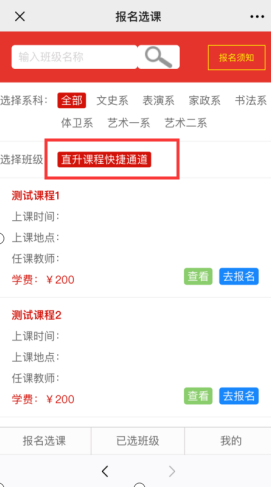 报名选课
输入班级名称
报名须知
选择系科： 全部 文史系 表演系 家政系 书法系
体卫系 艺术一系 艺术二系
选择班级 直升课程快捷通道
测试课程1
上课时间：
上课地点：
任课教师：
学费：￥200 查看 去报名
测试课程2
上课时间：
上课地点：
任课教师：
学费：￥200 查看 去报名
报名选课 已选班级 我的